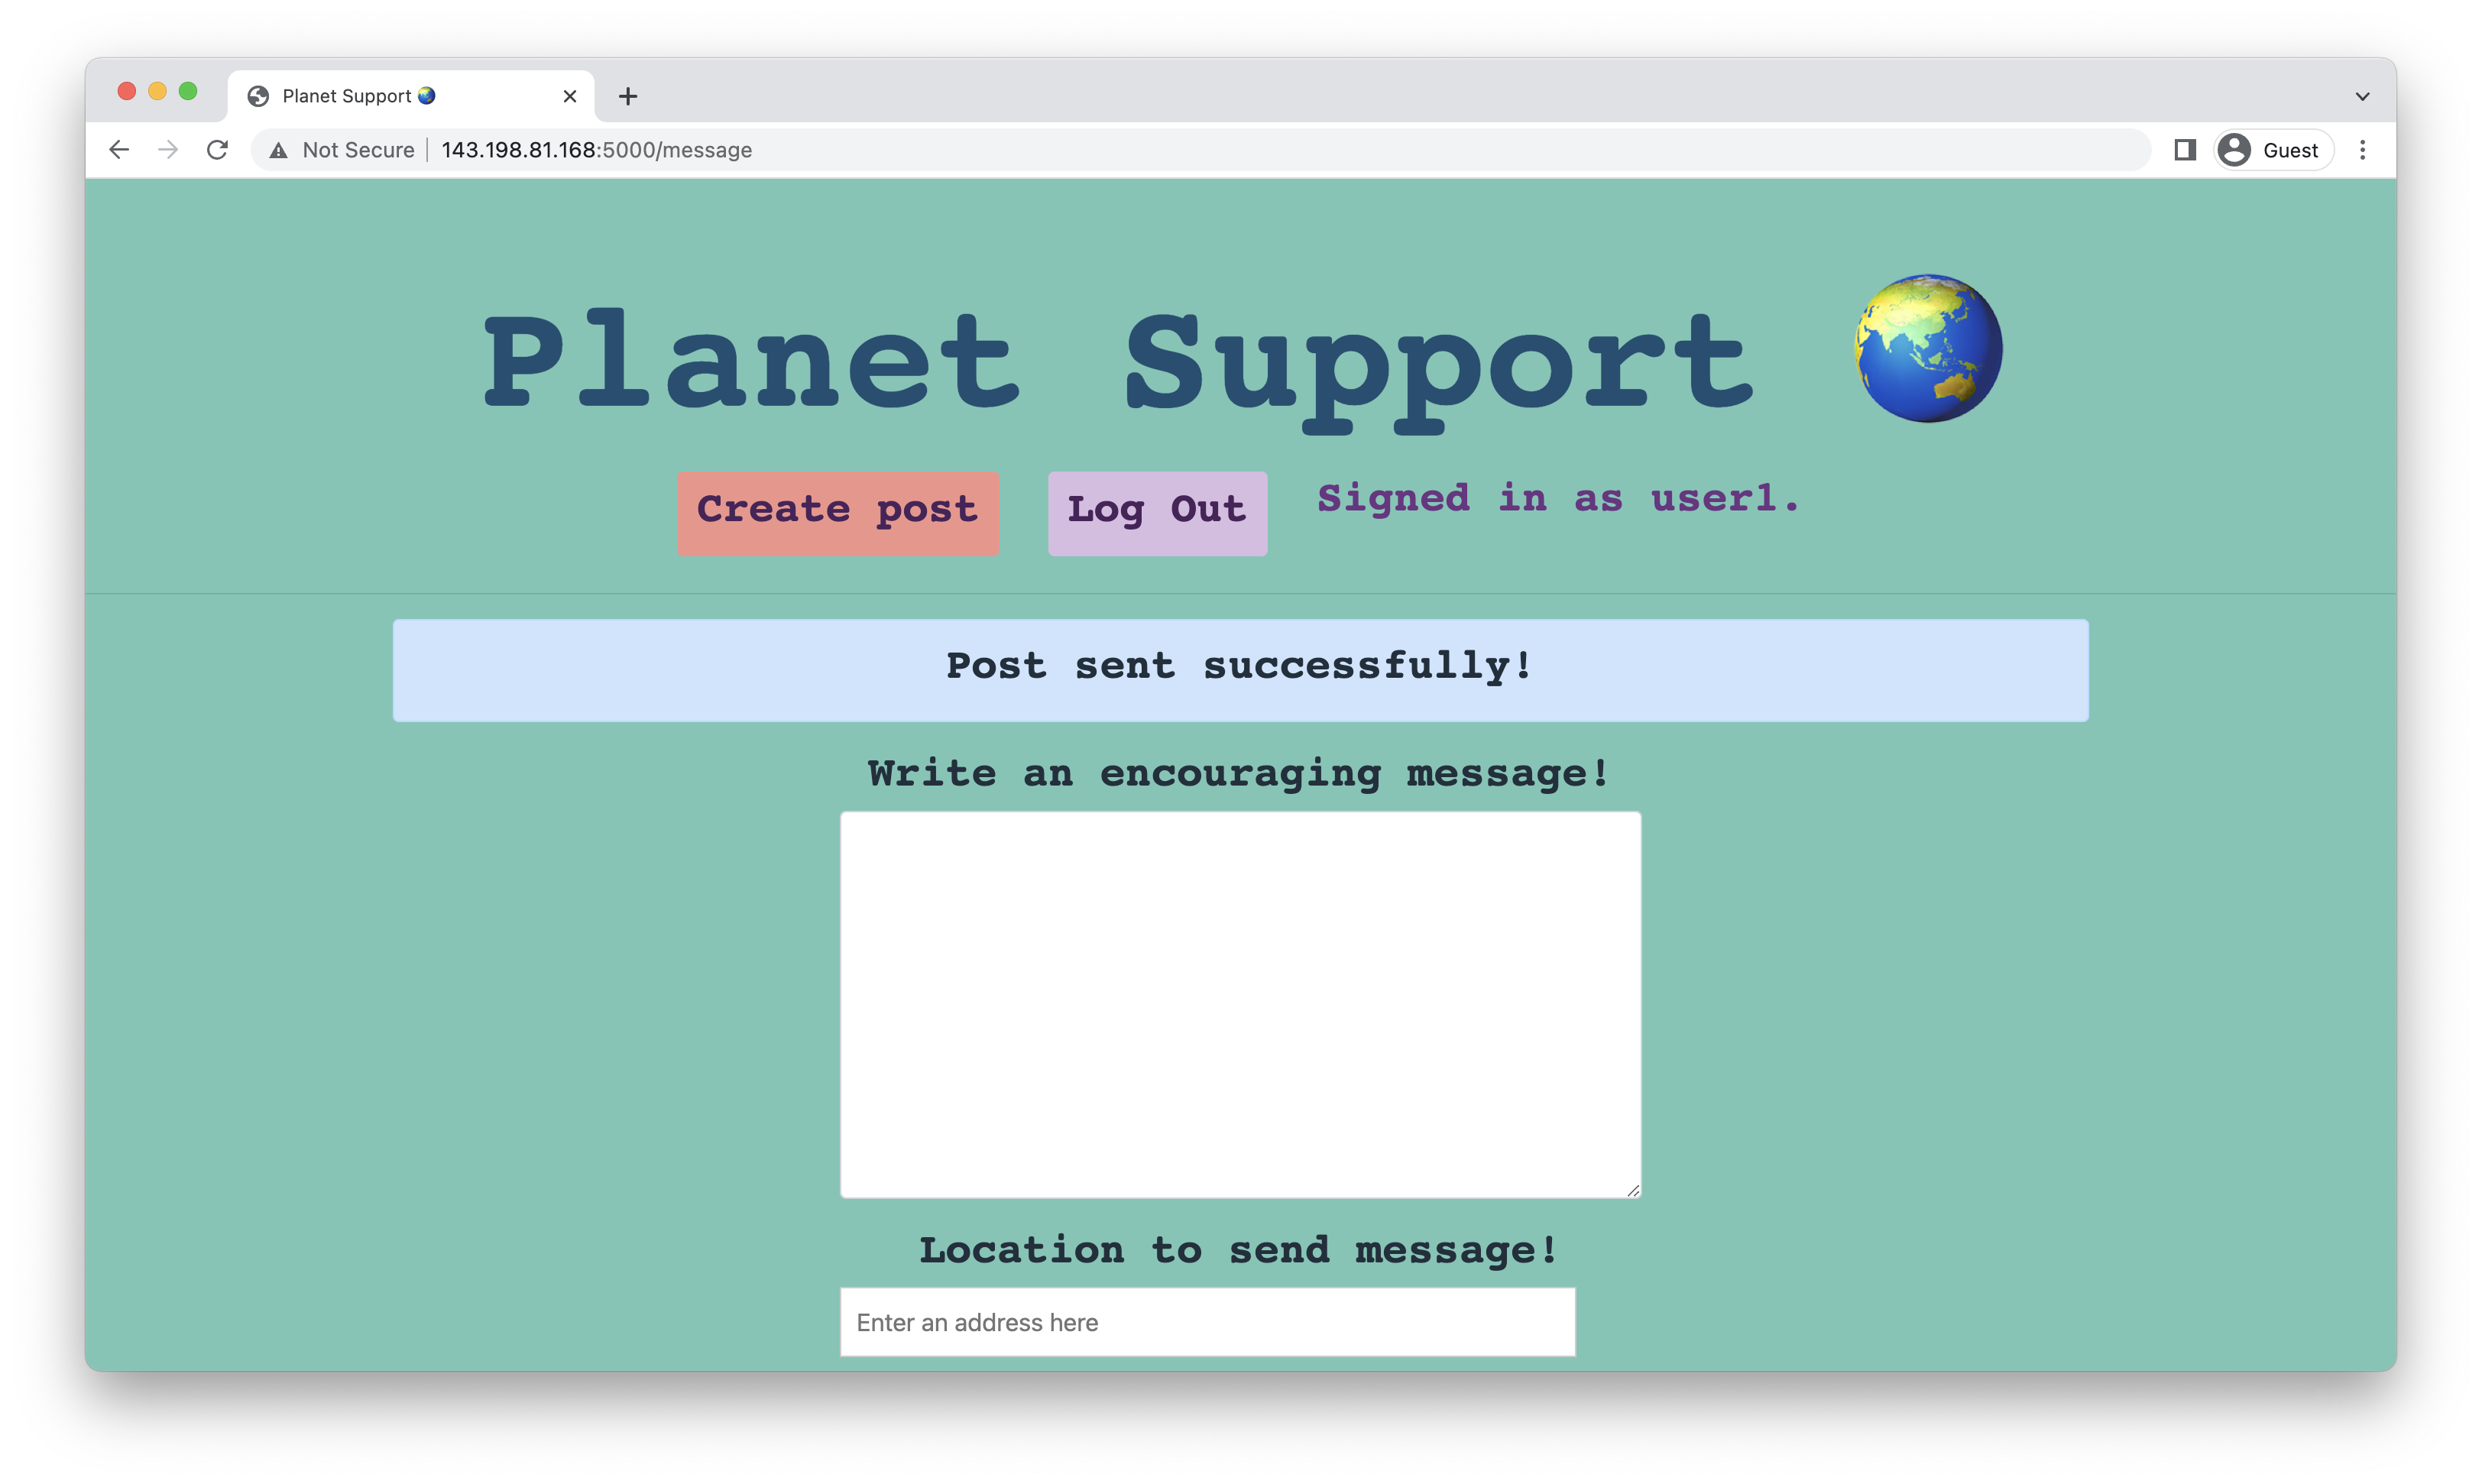 Planet Support 🌏
Not Secure 143.198.81.168:5000/message
Guest
Planet Support 🌏
Create post Log Out Signed in as user1.
Post sent successfully!
Write an encouraging message!
Location to send message!
Enter an address here